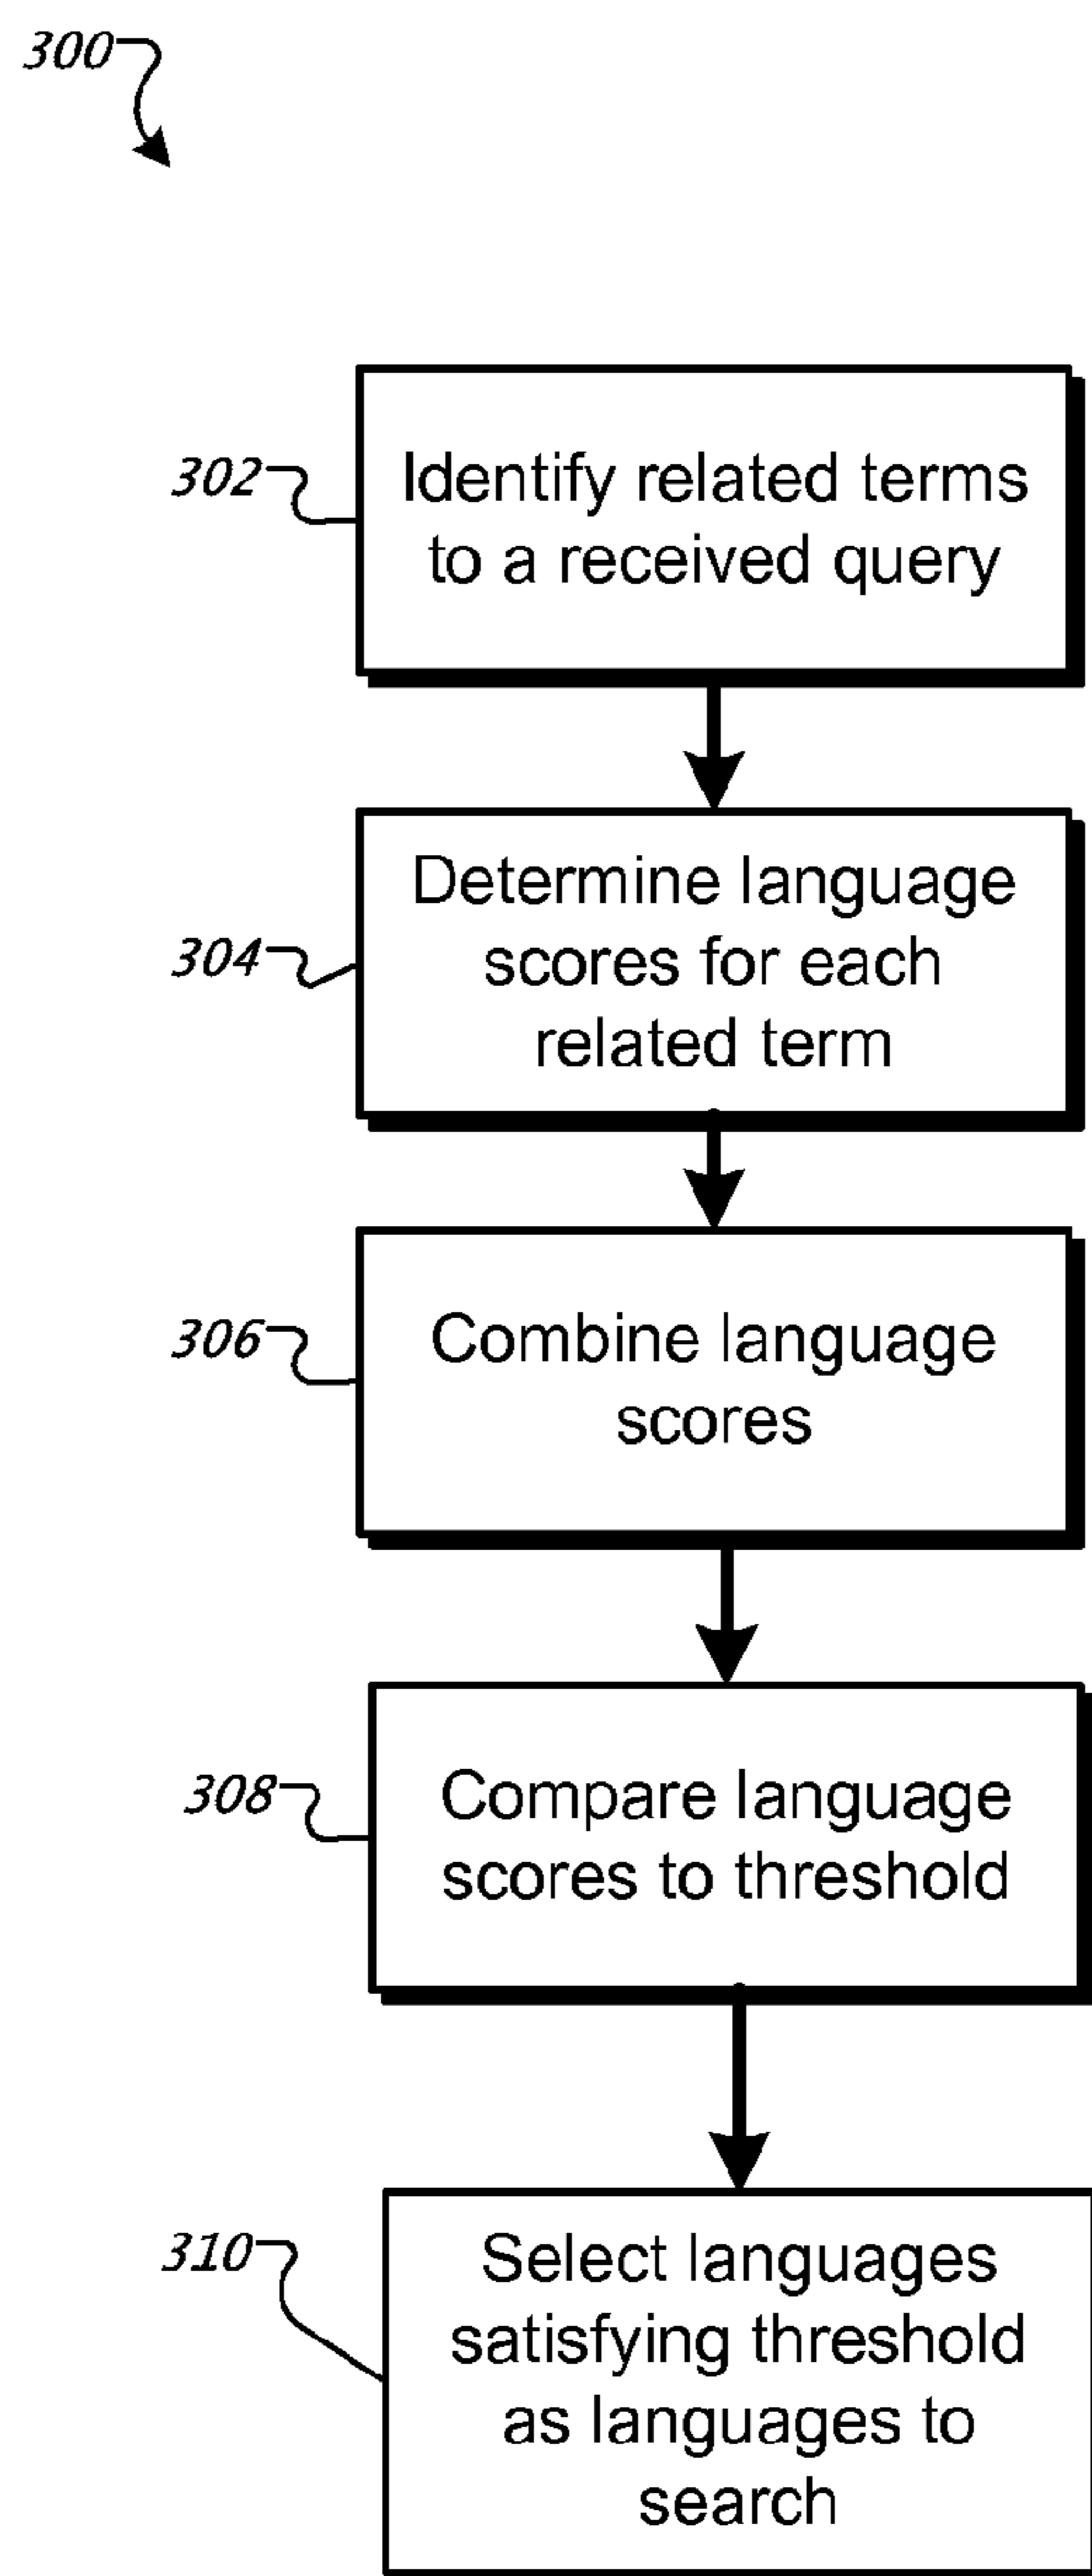 300
302
Identify related terms
to a received query
304
Determine language
scores for each
related term
306
Combine language
scores
308
Compare language
scores to threshold
310
Select languages
satisfying threshold
as languages to
search